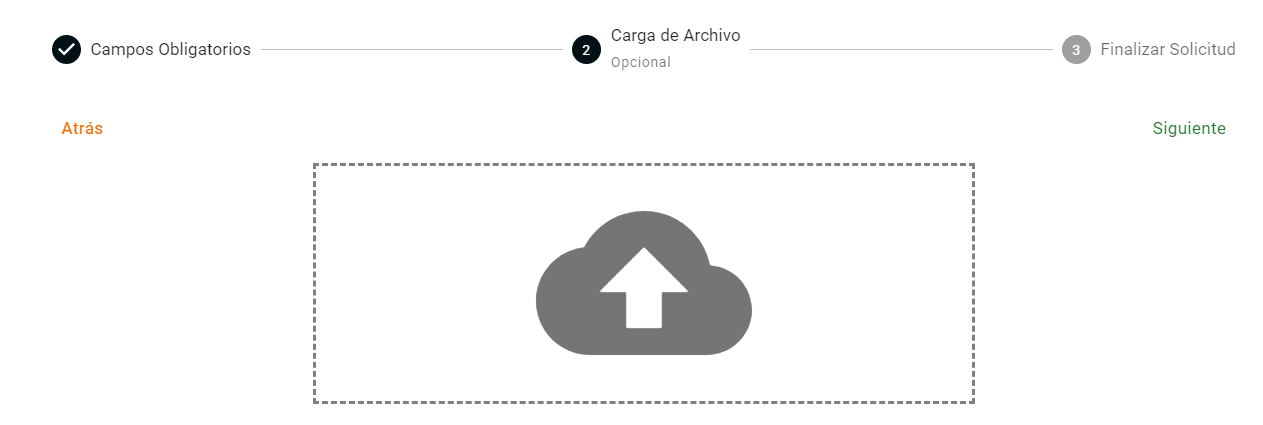 Campos Obligatorios
2
Carga de Archivo
Opcional
3
Finalizar Solicitud
Atrás
Siguiente